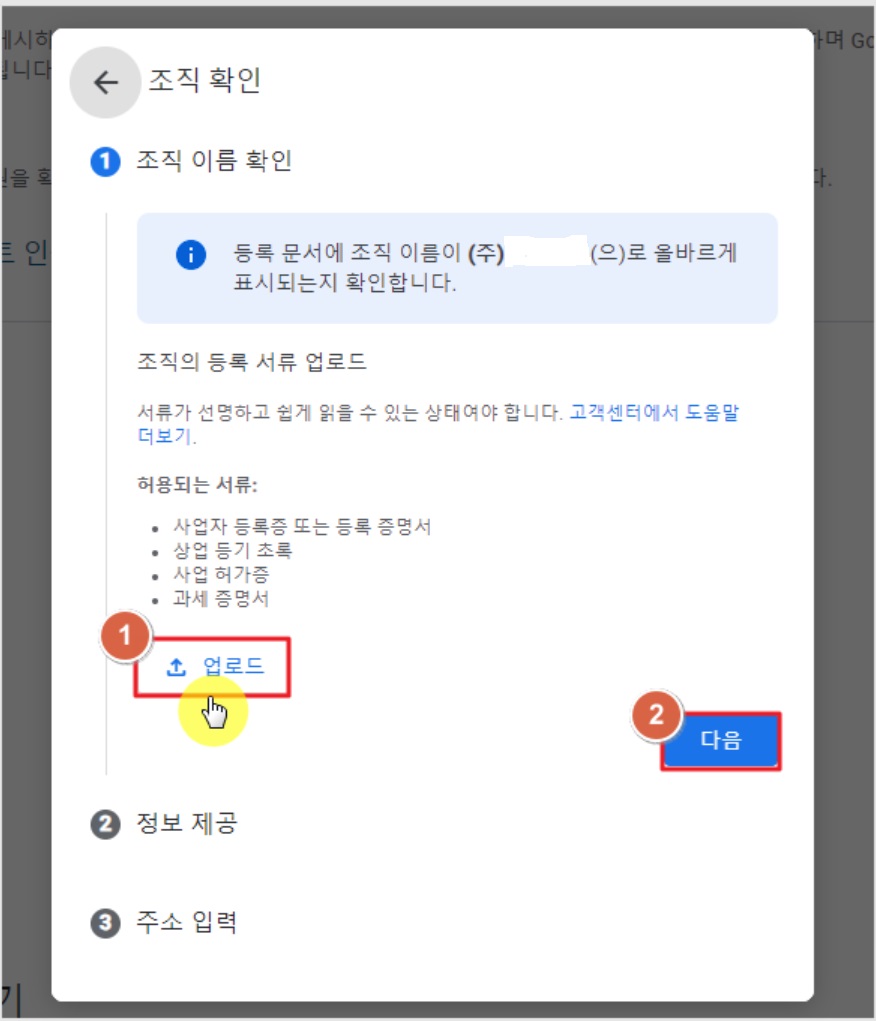 조직 확인
1 조직 이름 확인
등록 문서에 조직 이름이 (주) (으)로 올바르게
표시되는지 확인합니다.
조직의 등록 서류 업로드
서류가 선명하고 쉽게 읽을 수 있는 상태여야 합니다. 고객센터에서 도움말
더보기.
허용되는 서류:
• 사업자 등록증 또는 등록 증명서
• 상업 등기 초록
• 사업 허가증
• 과세 증명서
1
업로드
2
다음
2 정보 제공
3 주소 입력